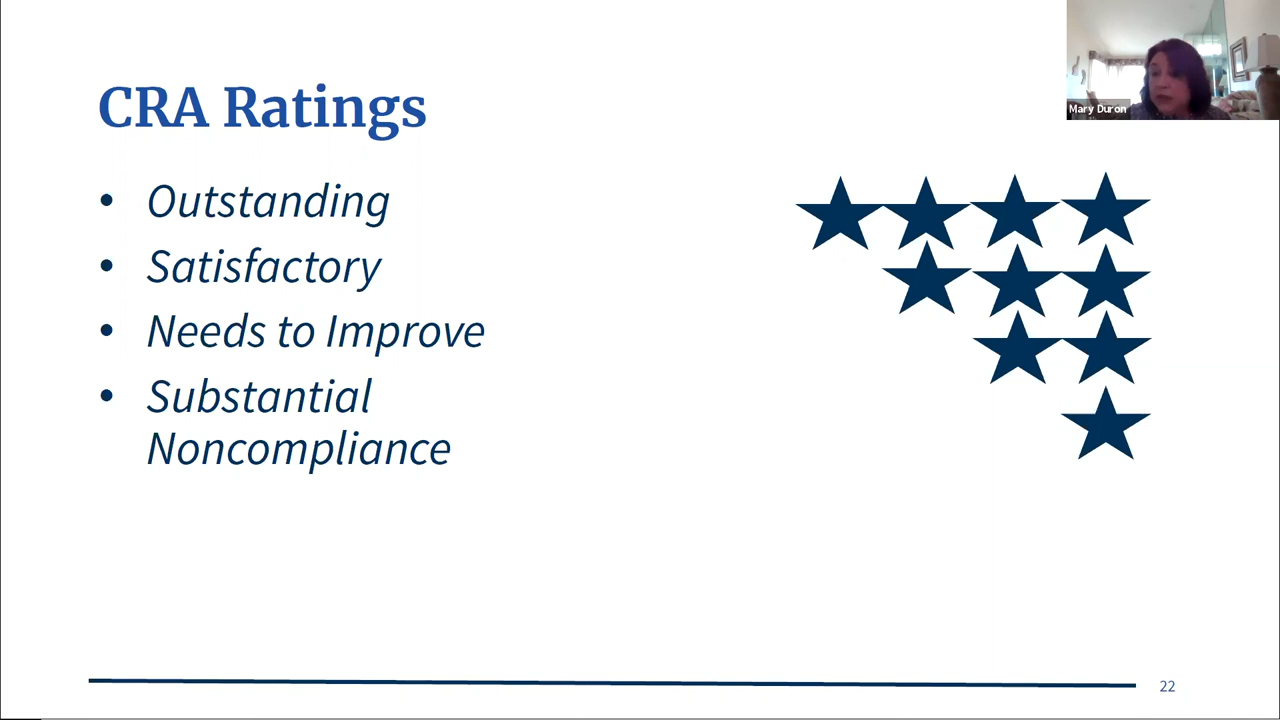 CRA Ratings
Mary Duron
• Outstanding
• Satisfactory
• Needs to Improve
• Substantial
Noncompliance
22